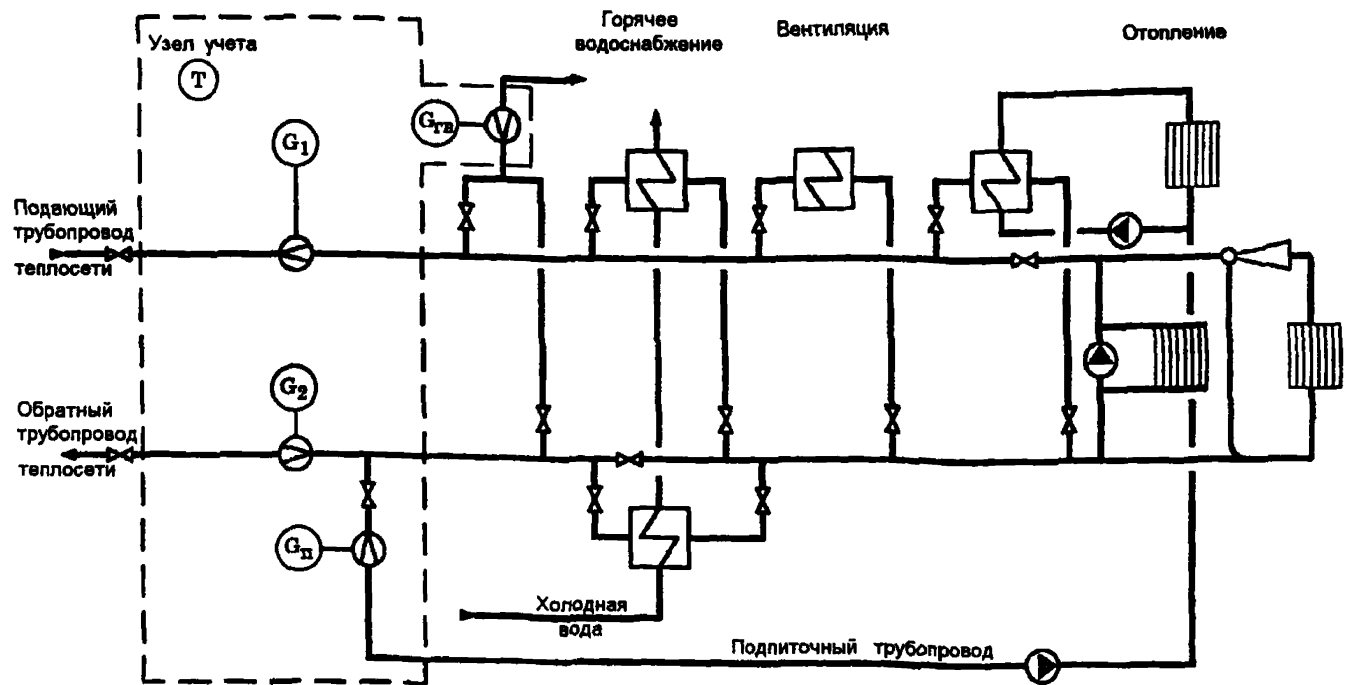 Узел учета
T
Горячее
водоснабжение
Вентиляция
Отопление
Gгв
G1
Подающий
трубопровод
теплосети
G2
Обратный
трубопровод
теплосети
Gп
Холодная
вода
Подпиточный трубопровод